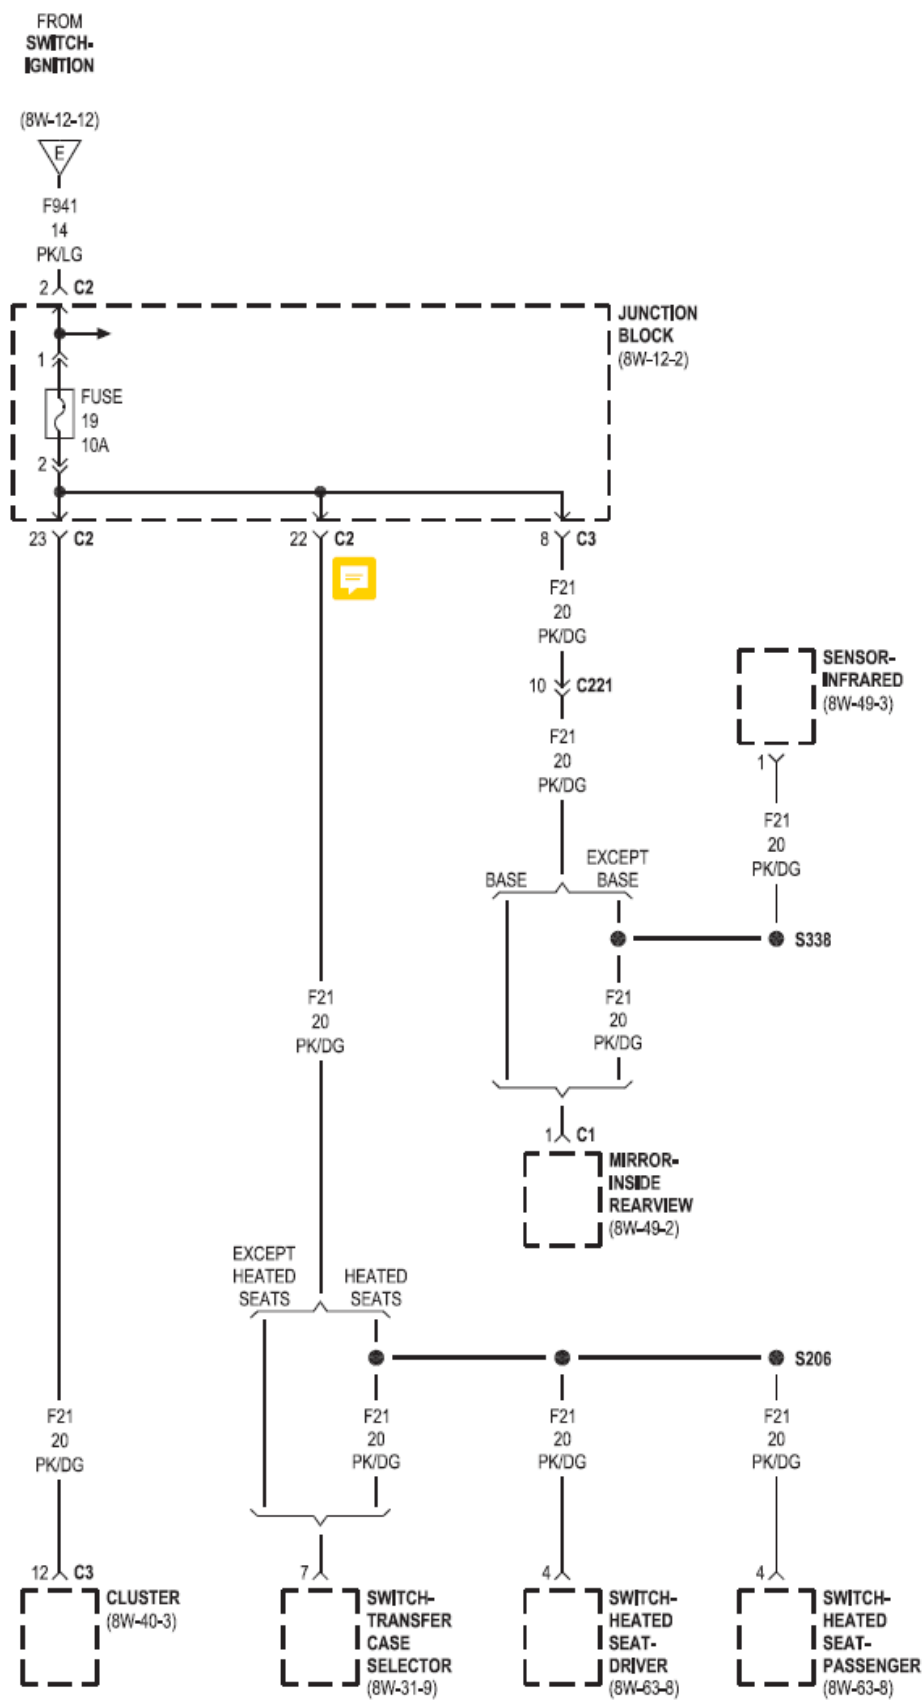 FROM
SWITCH-
IGNITION
(8W-12-12)
E
F941
14
PK/LG
2 C2
JUNCTION
BLOCK
(8W-12-2)
1
FUSE
19
10A
2
23 C2
22 C2
8 C3
F21
20
PK/DG
10 C221
F21
20
PK/DG
SENSOR-
INFRARED
(8W-49-3)
1
F21
20
PK/DG
BASE
EXCEPT
BASE
S338
F21
20
PK/DG
F21
20
PK/DG
1 C1
MIRROR-
INSIDE
REARVIEW
(8W-49-2)
EXCEPT
HEATED
SEATS
HEATED
SEATS
S206
F21
20
PK/DG
F21
20
PK/DG
F21
20
PK/DG
F21
20
PK/DG
12 C3
CLUSTER
(8W-40-3)
7
SWITCH-
TRANSFER
CASE
SELECTOR
(8W-31-9)
4
SWITCH-
HEATED
SEAT-
DRIVER
(8W-63-8)
4
SWITCH-
HEATED
SEAT-
PASSENGER
(8W-63-8)